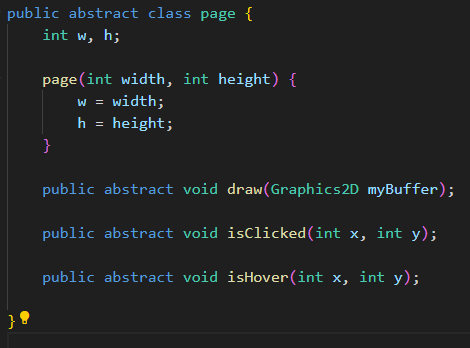 public abstract class page {
int w, h;
page(int width, int height) {
w = width;
h = height;
}
public abstract void draw(Graphics2D myBuffer);
public abstract void isClicked(int x, int y);
public abstract void isHover(int x, int y);
}